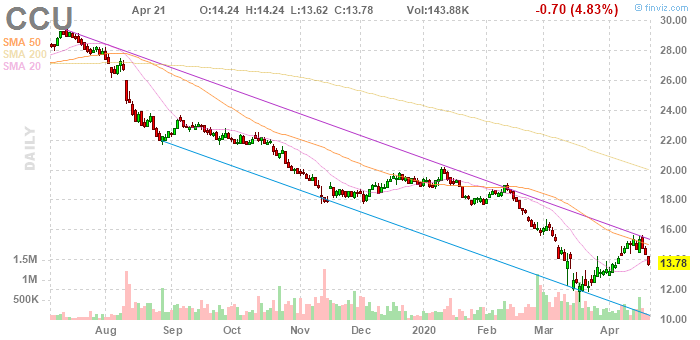 CCU Apr 21 O:14.24 H:14.24 L:13.62 C:13.78 Vol:143.88K -0.70 (4.83%) © finviz.com
SMA 50
SMA 200
SMA 20
DAILY
30.00
28.00
26.00
24.00
22.00
20.00
18.00
16.00
13.78
12.00
10.00
1.5M
1M
500K
Aug Sep Oct Nov Dec 2020 Feb Mar Apr